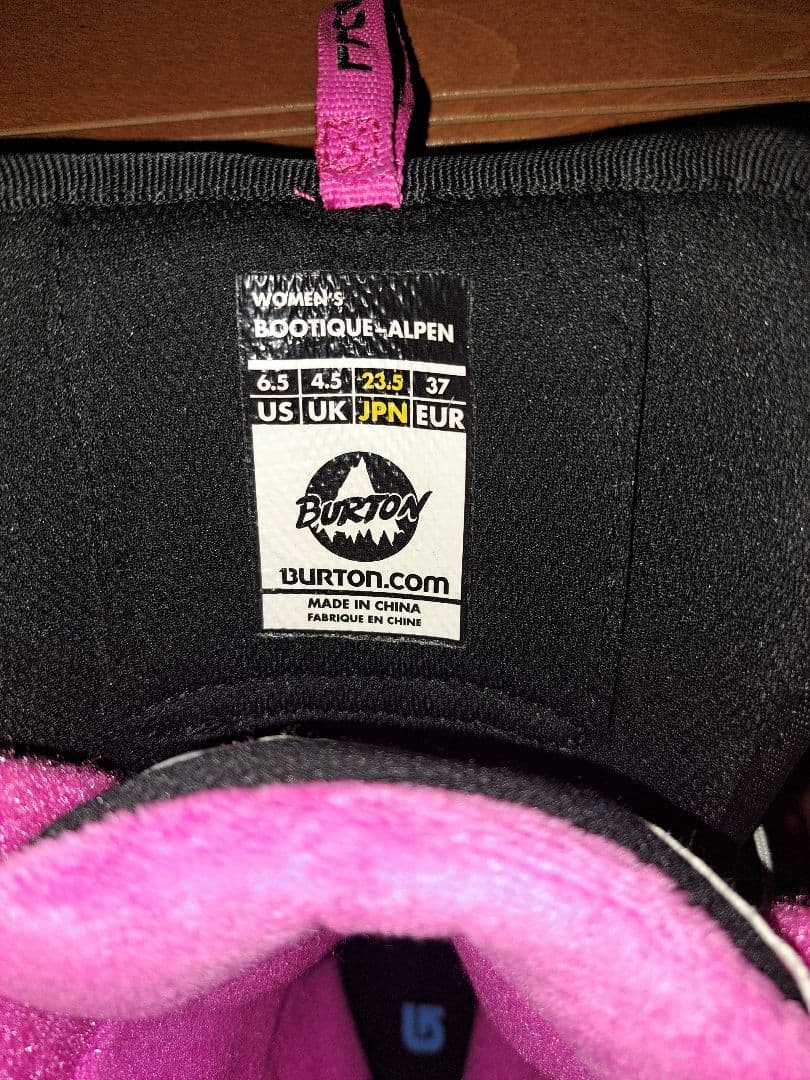 WOMEN'S
BOOTIQUE-ALPEN
6.5 4.5 23.5 37
US UK JPN EUR
BURTON
BURTON.COM
MADE IN CHINA
FABRIQUE EN CHINE